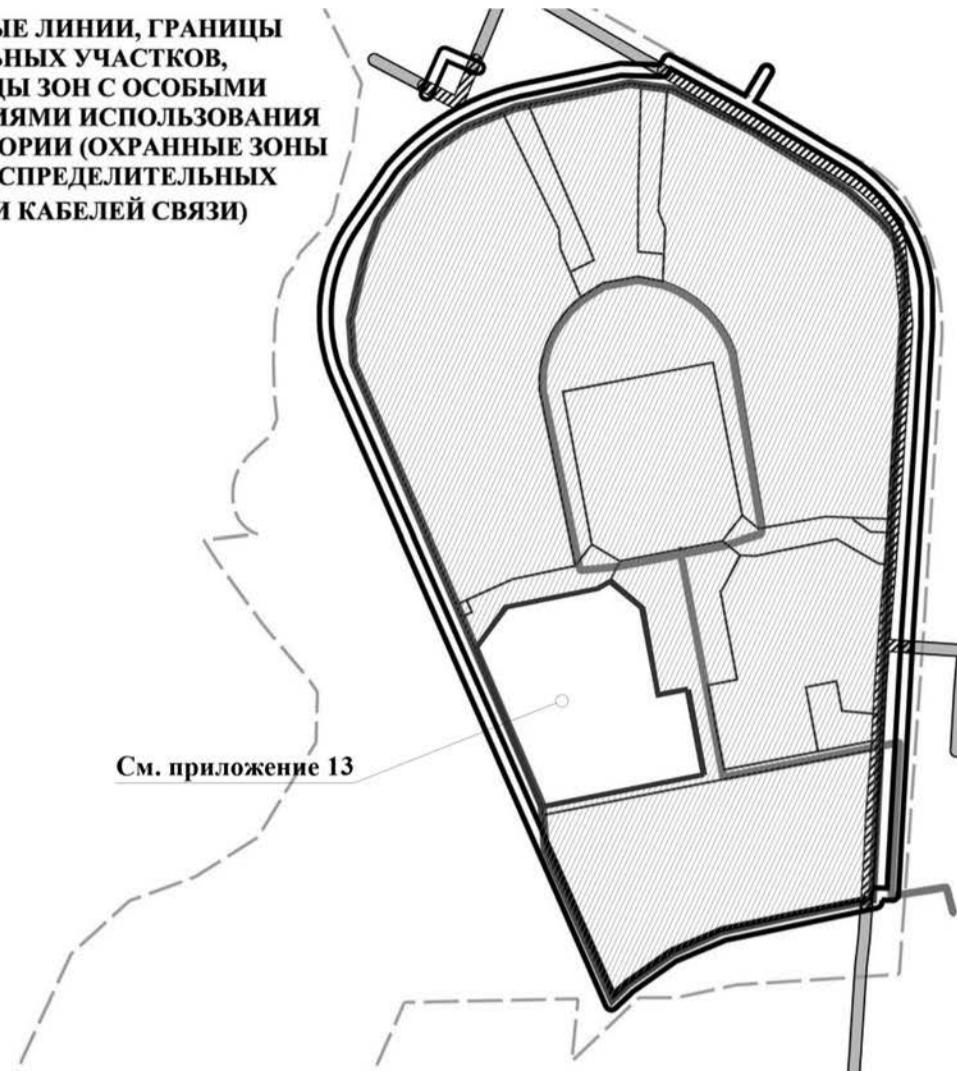 ЫЕ ЛИНИИ, ГРАНИЦЫ
ЬНЫХ УЧАСТКОВ,
ЦЫ ЗОН С ОСОБЫМИ
ИЯМИ ИСПОЛЬЗОВАНИЯ
ОРИИ (ОХРАННЫЕ ЗОНЫ
СПРЕДЕЛИТЕЛЬНЫХ
И КАБЕЛЕЙ СВЯЗИ)
См. приложение 13